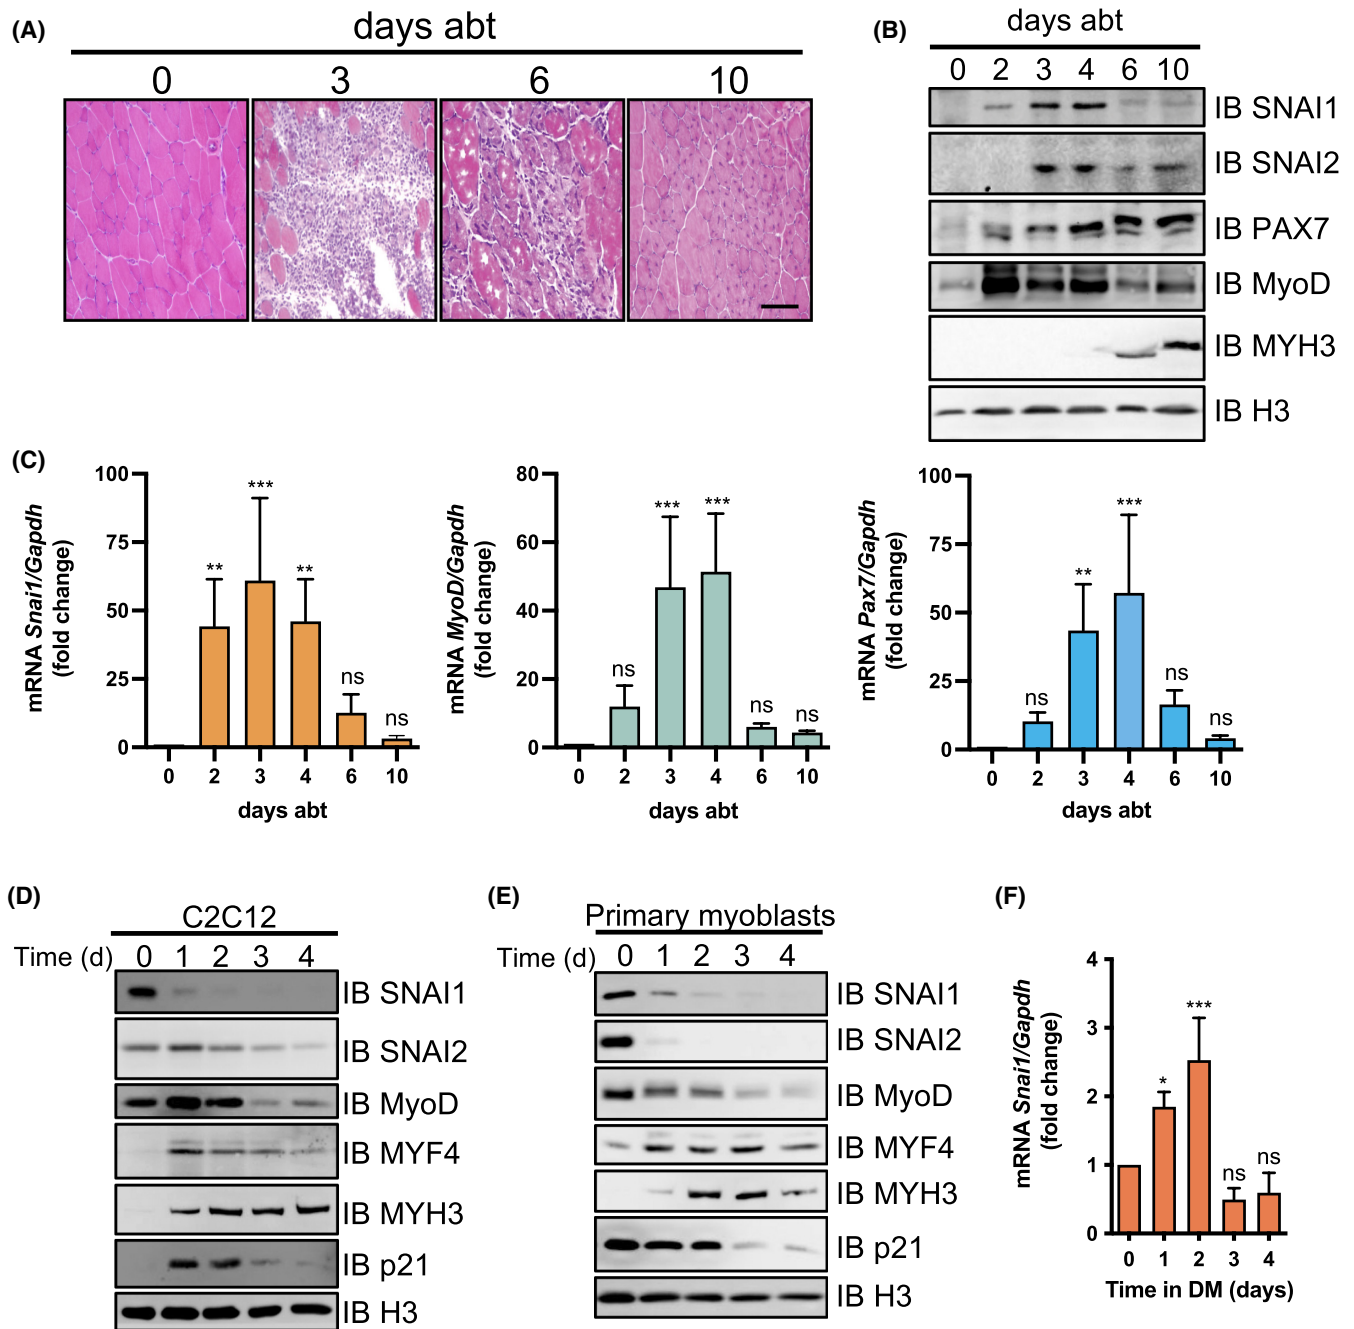 (A)
days abt
0 3 6 10
(B)
days abt
0 2 3 4 6 10
IB SNAI1
IB SNAI2
IB PAX7
IB MyoD
IB MYH3
IB H3
(C)
mRNA Snai1/Gapdh
(fold change)
100
75
50
25
0
** *** ** ns ns
0 2 3 4 6 10
days abt
mRNA MyoD/Gapdh
(fold change)
80
60
40
20
0
ns *** *** ns ns
0 2 3 4 6 10
days abt
mRNA Pax7/Gapdh
(fold change)
100
75
50
25
0
ns ** *** ns ns
0 2 3 4 6 10
days abt
(D)
C2C12
Time (d) 0 1 2 3 4
IB SNAI1
IB SNAI2
IB MyoD
IB MYF4
IB MYH3
IB p21
IB H3
(E)
Primary myoblasts
Time (d) 0 1 2 3 4
IB SNAI1
IB SNAI2
IB MyoD
IB MYF4
IB MYH3
IB p21
IB H3
(F)
mRNA Snai1/Gapdh
(fold change)
4
3
2
1
0
* *** ns ns
0 1 2 3 4
Time in DM (days)